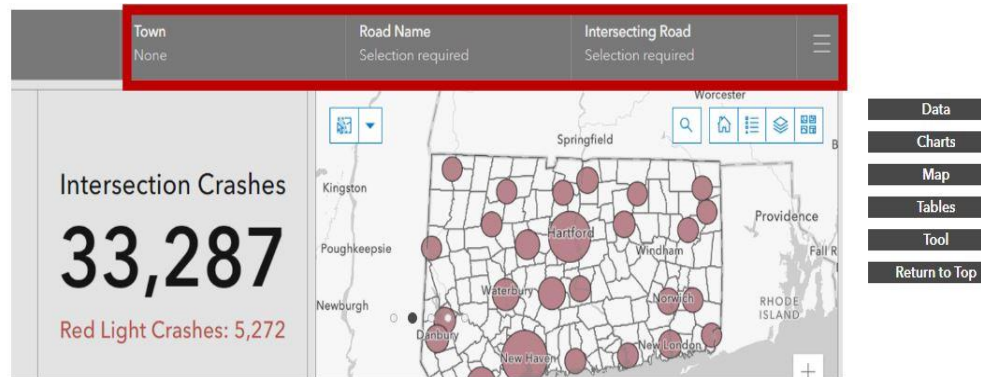 Town
None
Road Name
Selection required
Intersecting Road
Selection required
Worcester
Springfield
Kingston
Intersection Crashes
33,287
Red Light Crashes: 5,272
Hartford
Providence
Poughkeepsie
Windham
Fall R
Waterbury
Norwich
Newburgh
RHODE
ISLAND
Danbury
New London
New Haven
Data
Charts
Map
Tables
Tool
Return to Top